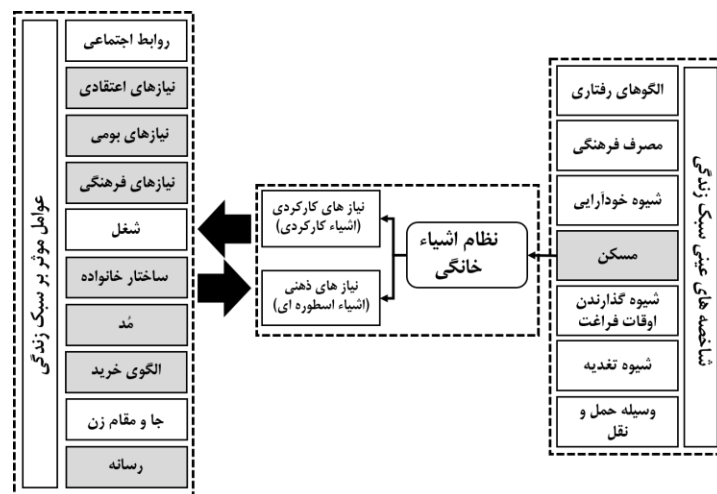 شاخصه های عینی سبک زندگی
الگوهای رفتاری
مصرف فرهنگی
شیوه خودآرایی
مسکن
شیوه گذارندن
اوقات فراغت
شیوه تغدیه
وسیله حمل و
نقل
نظام اشیاء
خانگی
نیاز های کارکردی
(اشیاء کارکردی)
نیاز های ذهنی
(اشیاء اسطوره ای)
روابط اجتماعی
نیازهای اعتقادی
نیازهای بومی
نیازهای فرهنگی
شغل
ساختار خانواده
مُد
الگوی خرید
جا و مقام زن
رسانه
عوامل موثر بر سبک زندگی